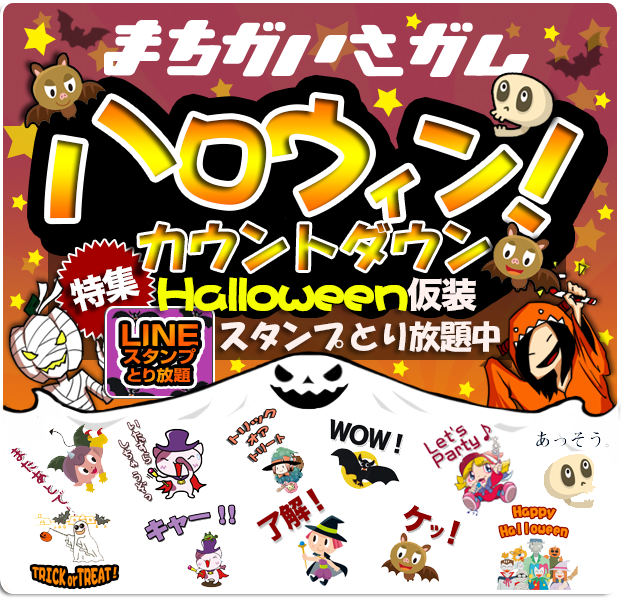 まちがいさガム
ハロウィン!
カウントダウン
特集
Halloween仮装
スタンプとり放題中
LINE
スタンプ
とり放題
トリック
オア
トリート
WOW!
Let's
Party♪
あっそう。
キャー!!
了解!
ケッ!
Happy
Halloween
TRICK or TREAT!